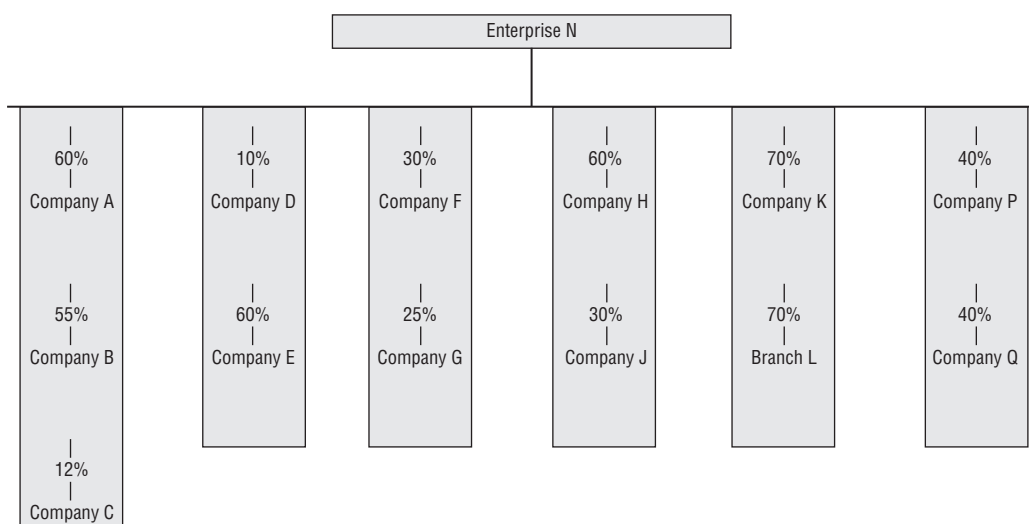 Enterprise N
60%
Company A
55%
Company B
12%
Company C
10%
Company D
60%
Company E
30%
Company F
25%
Company G
60%
Company H
30%
Company J
70%
Company K
70%
Branch L
40%
Company P
40%
Company Q